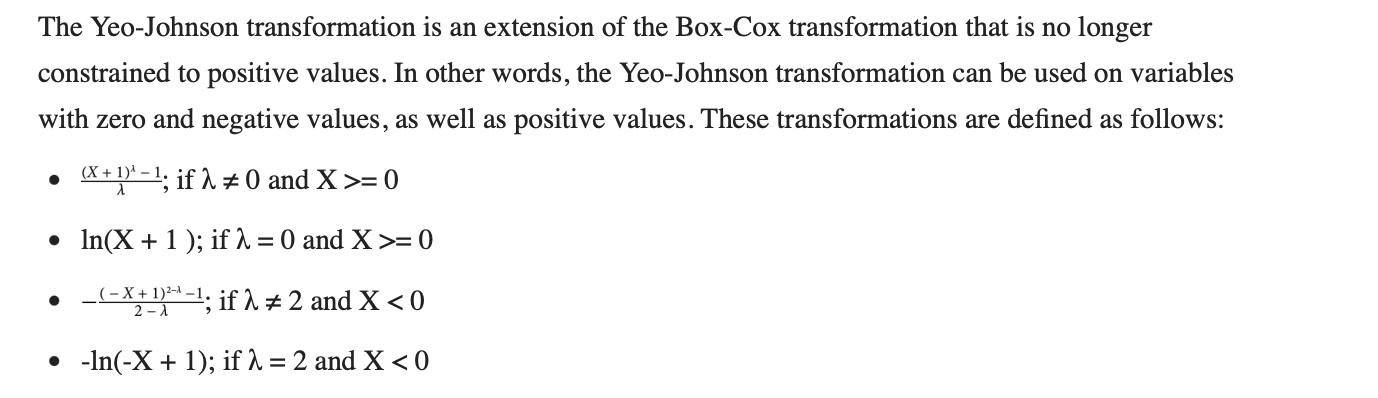 The Yeo-Johnson transformation is an extension of the Box-Cox transformation that is no longer
constrained to positive values. In other words, the Yeo-Johnson transformation can be used on variables
with zero and negative values, as well as positive values. These transformations are defined as follows:
• \frac{(X + 1)^λ − 1}{λ}; if λ ≠ 0 and X >= 0
• ln(X + 1 ); if λ = 0 and X >= 0
• −\frac{( − X + 1)^{2−λ} −1}{2 − λ}; if λ ≠ 2 and X < 0
• -ln(-X + 1); if λ = 2 and X < 0